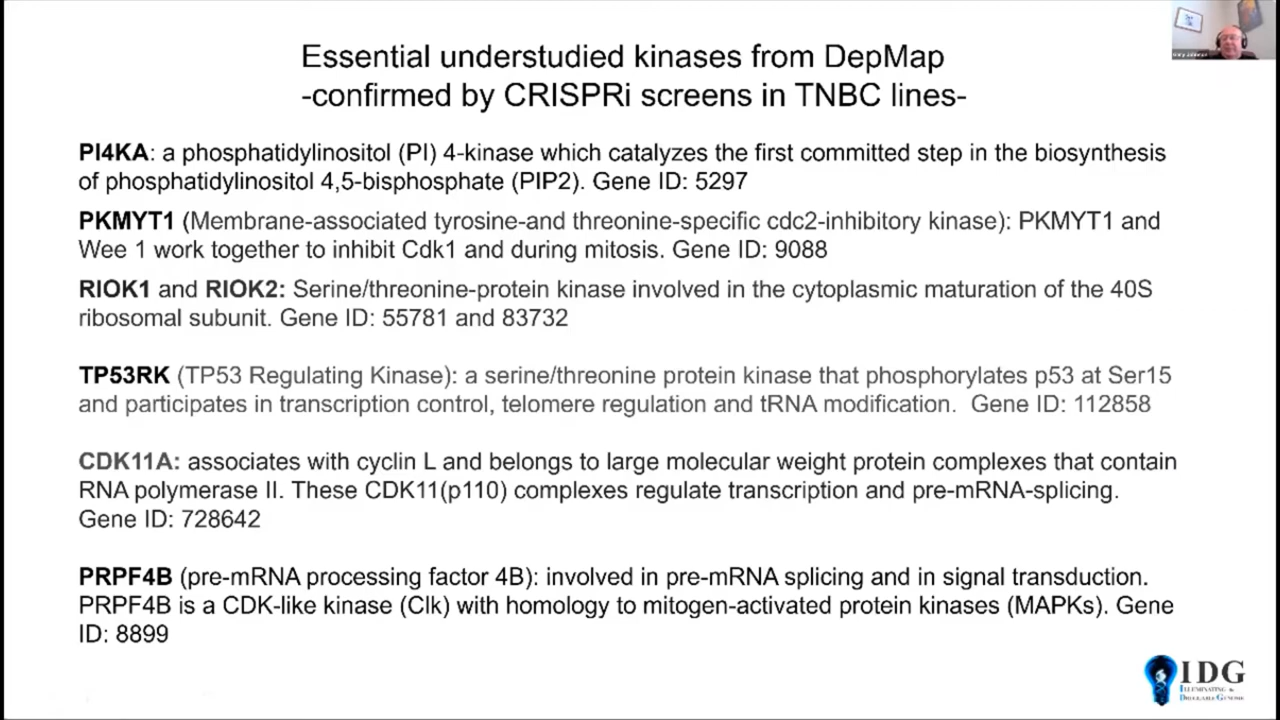 Essential understudied kinases from DepMap
-confirmed by CRISPRi screens in TNBC lines-
PI4KA: a phosphatidylinositol (PI) 4-kinase which catalyzes the first committed step in the biosynthesis
of phosphatidylinositol 4,5-bisphosphate (PIP2). Gene ID: 5297
PKMYT1 (Membrane-associated tyrosine-and threonine-specific cdc2-inhibitory kinase): PKMYT1 and
Wee 1 work together to inhibit Cdk1 and during mitosis. Gene ID: 9088
RIOK1 and RIOK2: Serine/threonine-protein kinase involved in the cytoplasmic maturation of the 40S
ribosomal subunit. Gene ID: 55781 and 83732
TP53RK (TP53 Regulating Kinase): a serine/threonine protein kinase that phosphorylates p53 at Ser15
and participates in transcription control, telomere regulation and tRNA modification. Gene ID: 112858
CDK11A: associates with cyclin L and belongs to large molecular weight protein complexes that contain
RNA polymerase II. These CDK11(p110) complexes regulate transcription and pre-mRNA-splicing.
Gene ID: 728642
PRPF4B (pre-mRNA processing factor 4B): involved in pre-mRNA splicing and in signal transduction.
PRPF4B is a CDK-like kinase (Clk) with homology to mitogen-activated protein kinases (MAPKs). Gene
ID: 8899
IDG